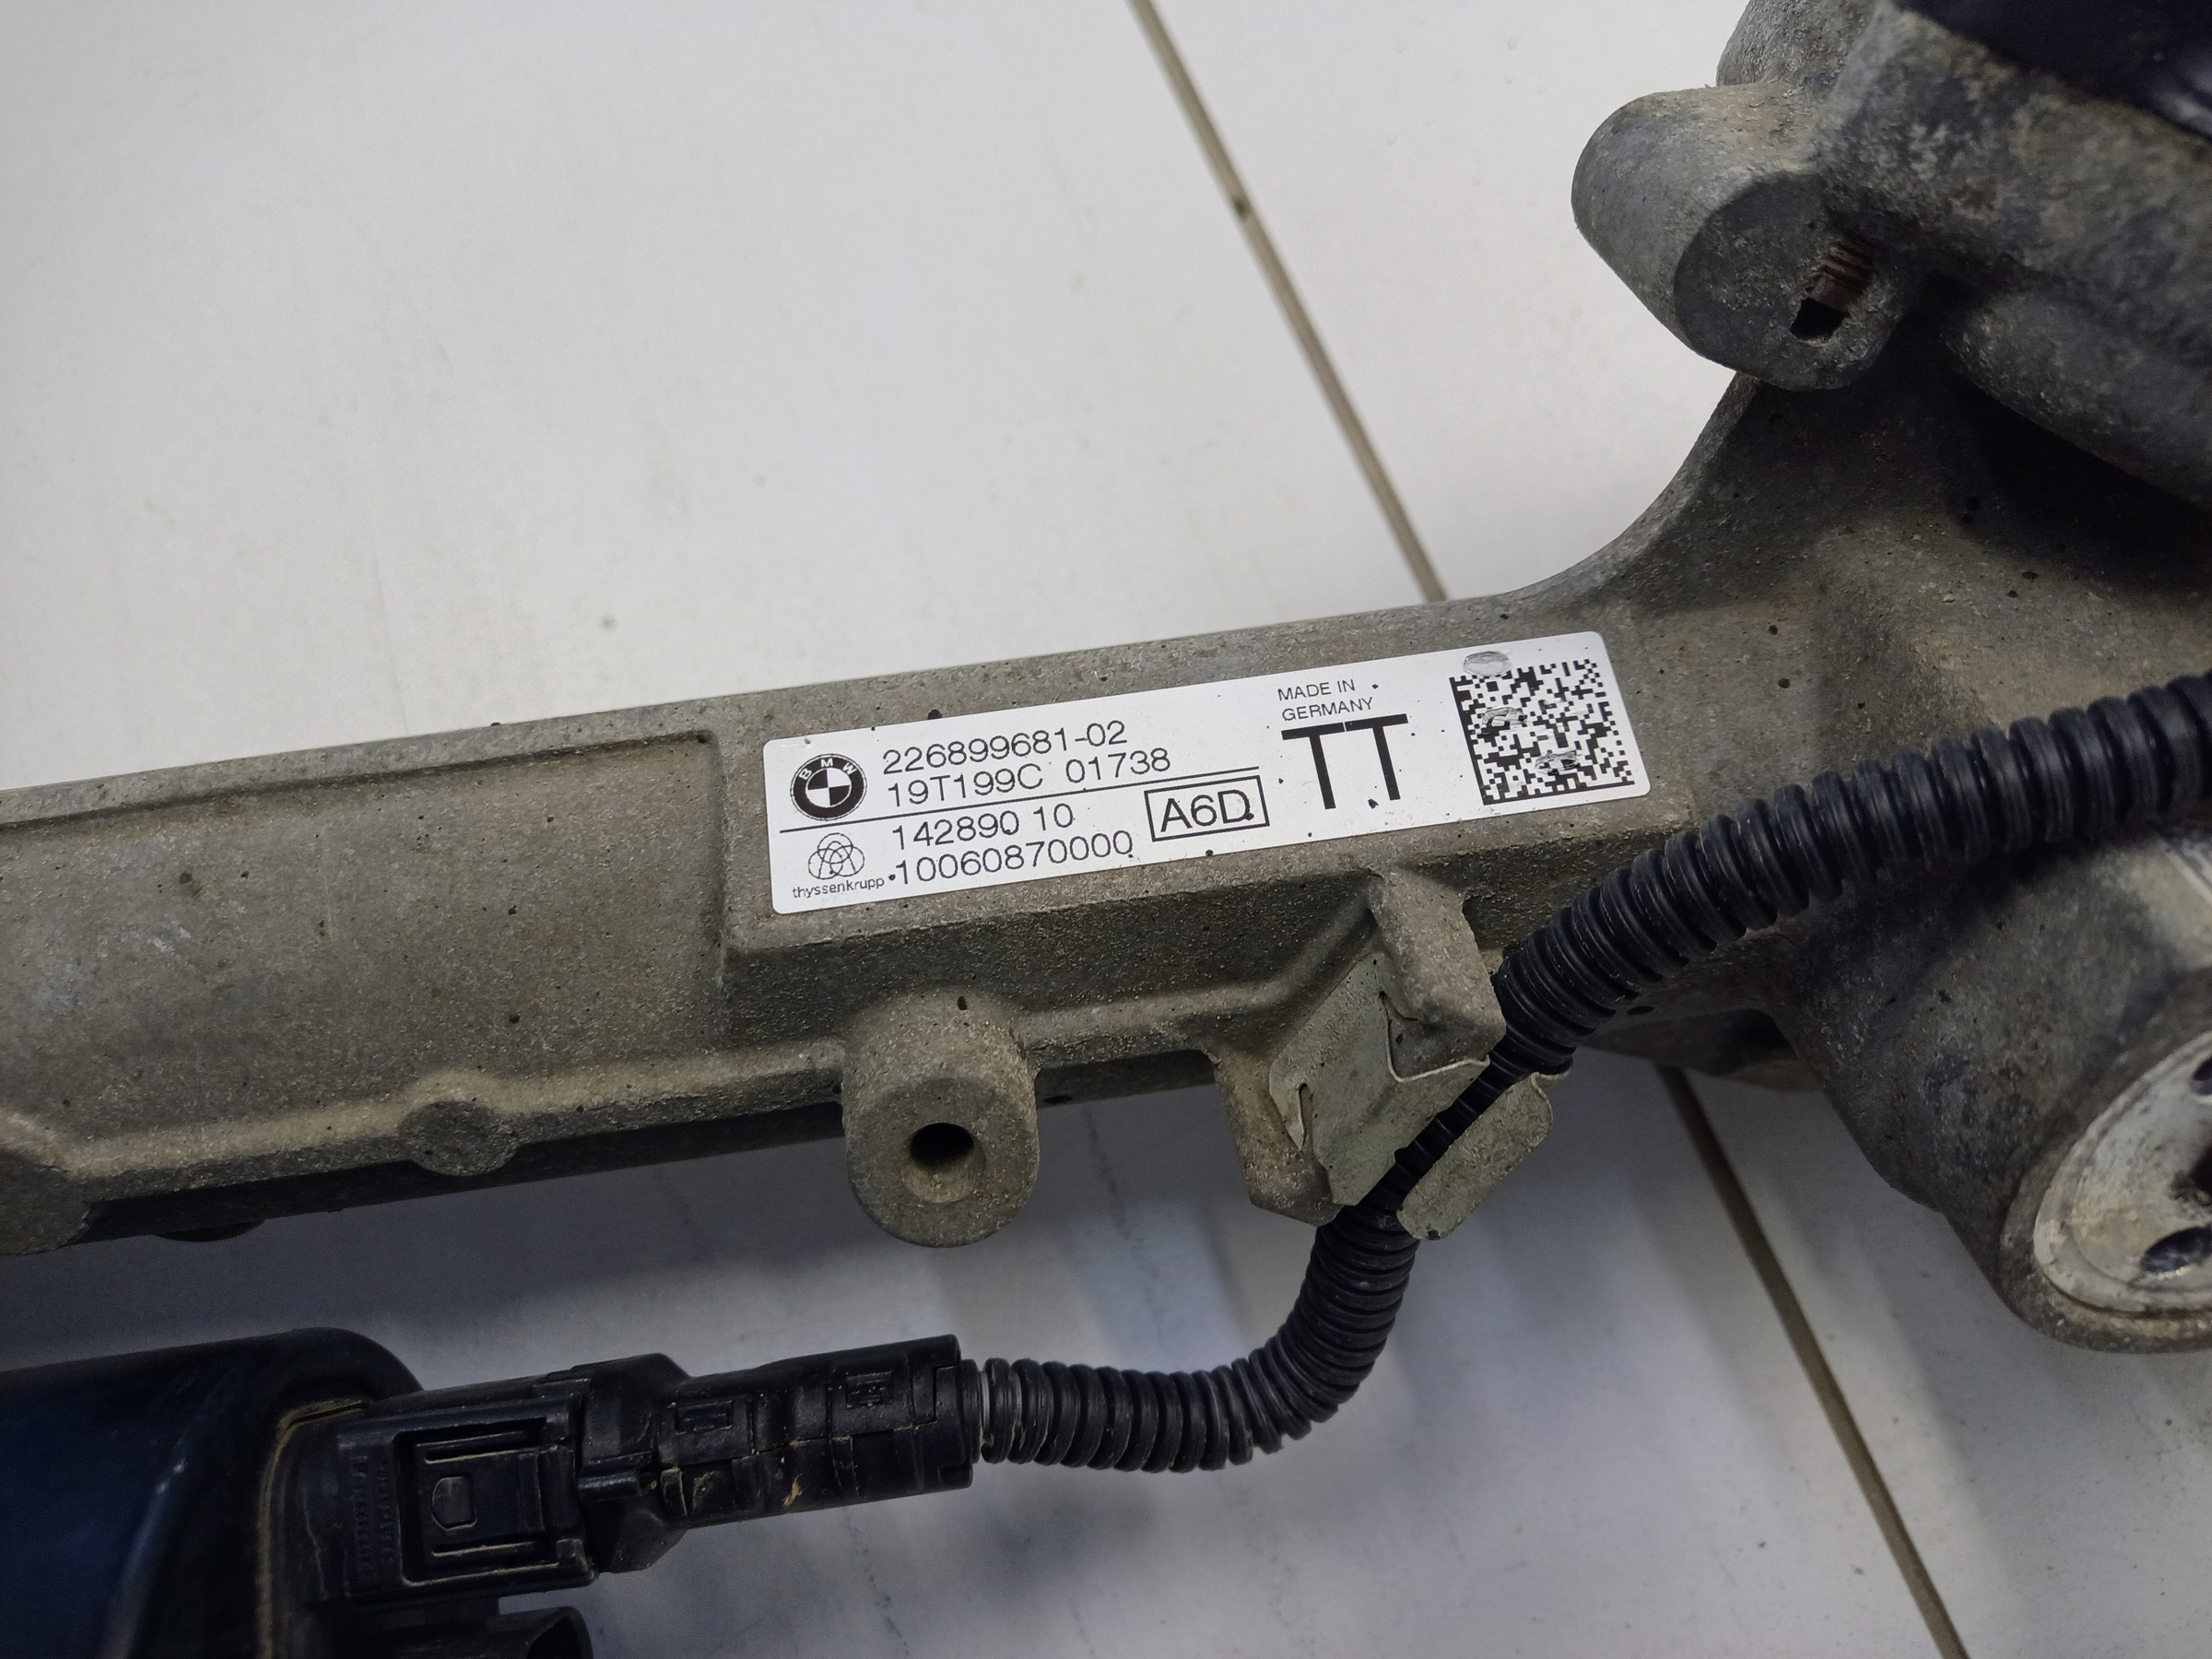 BMW
226899681-02
19T199C 01738
142890 10
10060870000
thyssenkrupp
A6D
MADE IN
GERMANY
TT